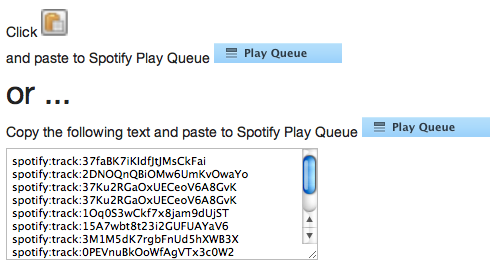 Click
and paste to Spotify Play Queue Play Queue
or ...
Copy the following text and paste to Spotify Play Queue Play Queue
spotify:track:37faBK7iKIdfJtJMsCkFai
spotify:track:2DNOQnQBiOMw6UmKvOwaYo
spotify:track:37Ku2RGaOxUECeoV6A8GvK
spotify:track:37Ku2RGaOxUECeoV6A8GvK
spotify:track:1Oq0S3wCkf7x8jam9dUjST
spotify:track:15A7wbt8t23i2GUFUAYaV6
spotify:track:3M1M5dK7rgbFnUd5hXWB3X
spotify:track:0PEVnuBkOoWfAgVTx3c0W2